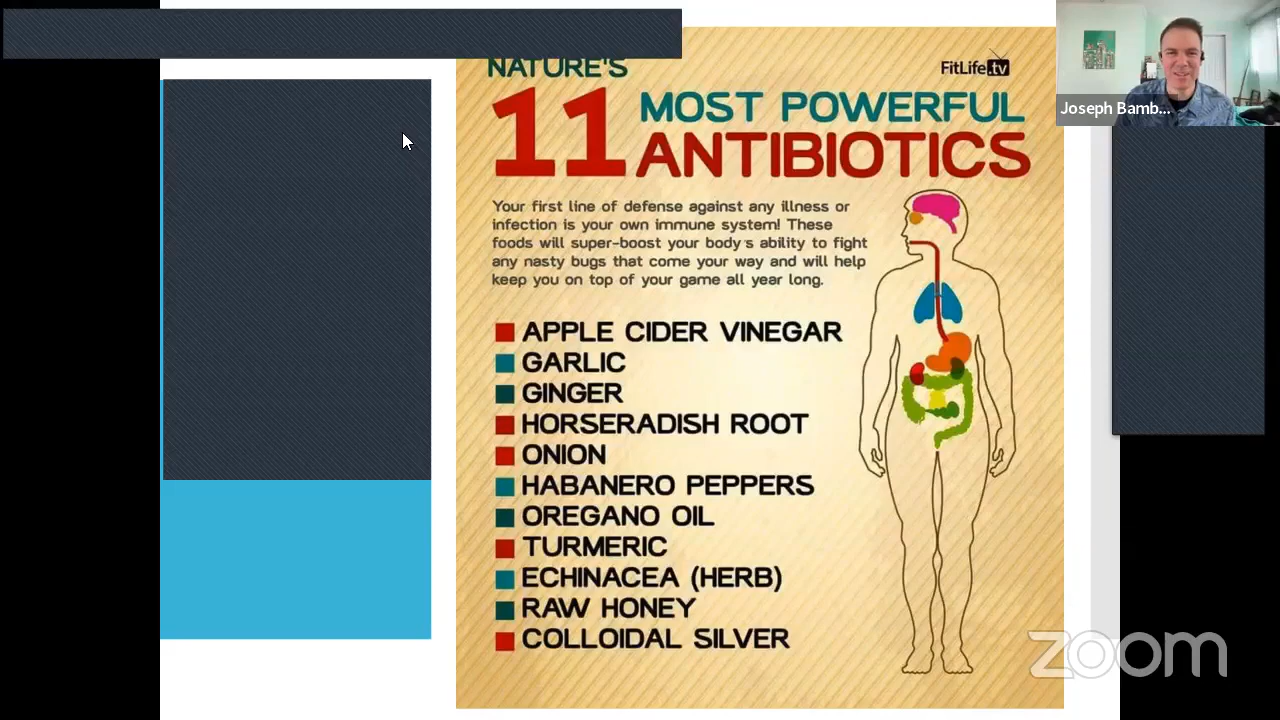 NATURE'S
FitLife.tv
11 MOST POWERFUL
ANTIBIOTICS
Your first line of defense against any illness or
infection is your own immune system! These
foods will super-boost your body's ability to fight
any nasty bugs that come your way and will help
keep you on top of your game all year long.
APPLE CIDER VINEGAR
GARLIC
GINGER
HORSERADISH ROOT
ONION
HABANERO PEPPERS
OREGANO OIL
TURMERIC
ECHINACEA (HERB)
RAW HONEY
COLLOIDAL SILVER
Joseph Bamb...
zoom